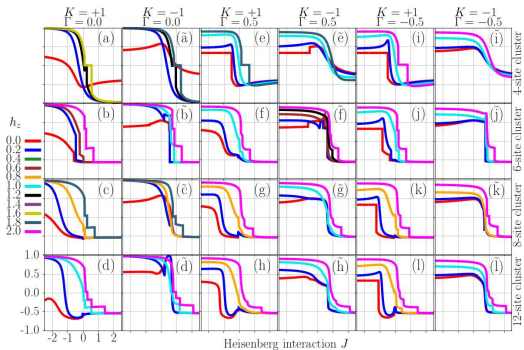 K = +1 K = −1 K = +1 K = −1 K = +1 K = −1
Γ = 0.0 Γ = 0.0 Γ = 0.5 Γ = 0.5 Γ = −0.5 Γ = −0.5
(a) (ã) (e) (ẽ) (i) (ĩ)
4-site cluster
(b) (b̃) (f) (f̃) (j) (j̃)
6-site cluster
h_z
0.0
0.2
0.4
0.6
0.8
1.0
1.2
1.4
1.6
1.8
2.0
(c) (c̃) (g) (g̃) (k) (k̃)
8-site cluster
(d) (d̃) (h) (h̃) (l) (l̃)
12-site cluster
1.0
0.5
0.0
-0.5
-1.0
-2 -1 0 1 2
Heisenberg interaction J